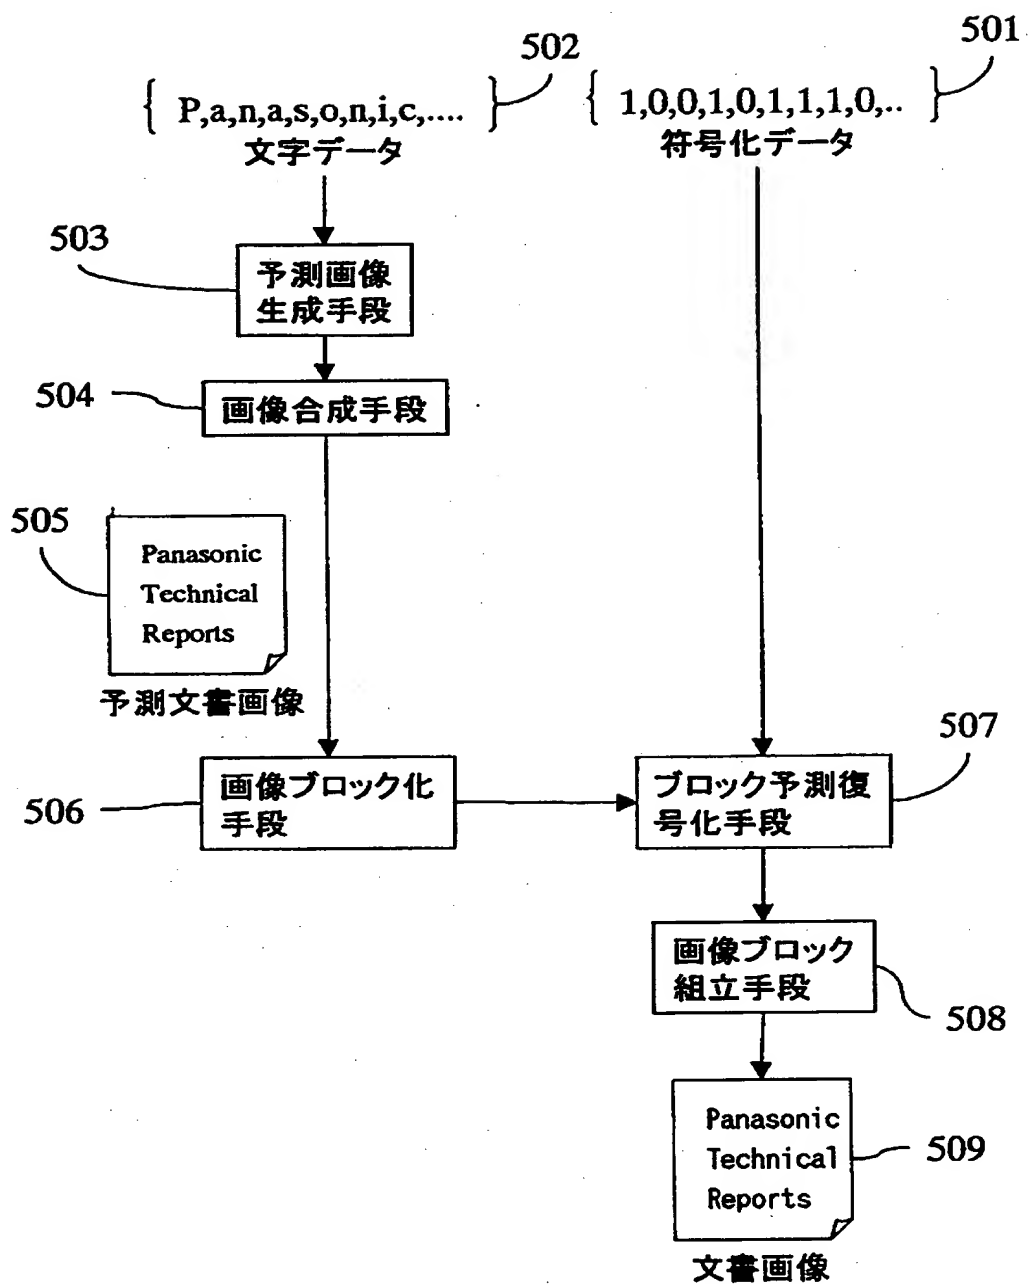 502
501
{ P,a,n,a,s,o,n,i,c,.... }
{ 1,0,0,1,0,1,1,1,0,.. }
文字データ
符号化データ
503
予測画像
生成手段
504
画像合成手段
505
Panasonic
Technical
Reports
予測文書画像
506
画像ブロック化
手段
507
ブロック予測復
号化手段
画像ブロック
組立手段
508
Panasonic
Technical
Reports
509
文書画像